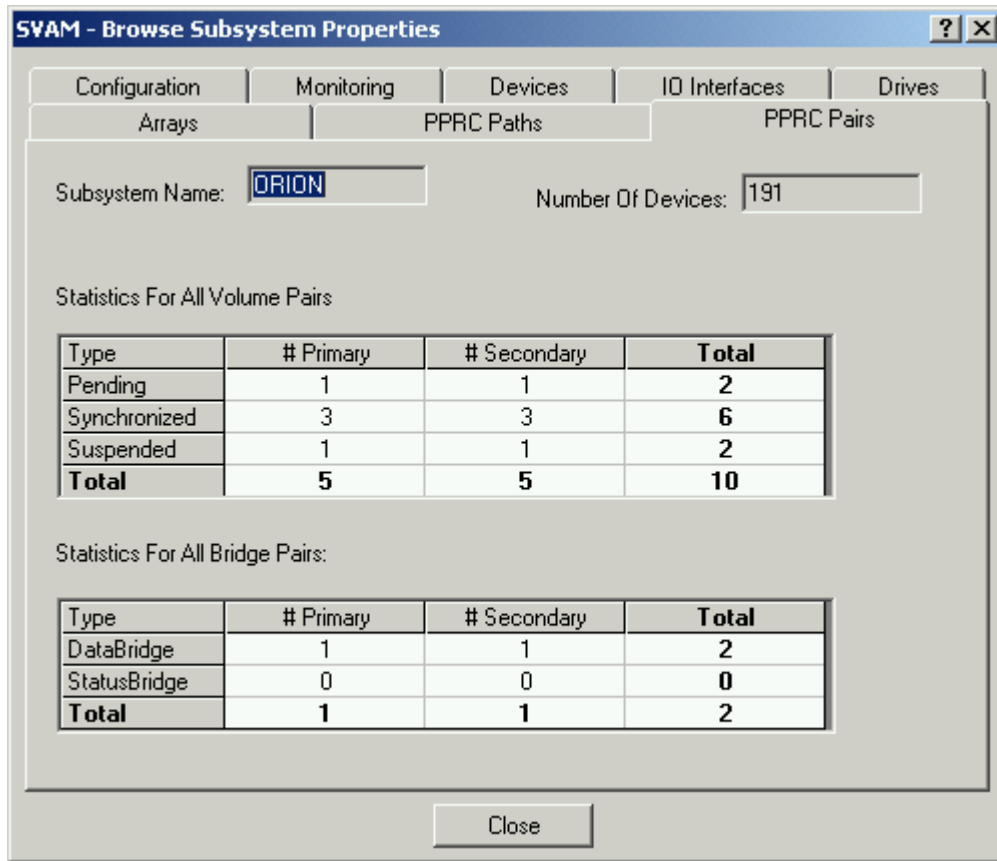 SVAM - Browse Subsystem Properties ? X
Configuration Monitoring Devices IO Interfaces Drives
Arrays PPRC Paths PPRC Pairs
Subsystem Name: ORION Number Of Devices: 191
Statistics For All Volume Pairs
Type # Primary # Secondary Total
Pending 1 1 2
Synchronized 3 3 6
Suspended 1 1 2
Total 5 5 10
Statistics For All Bridge Pairs:
Type # Primary # Secondary Total
DataBridge 1 1 2
StatusBridge 0 0 0
Total 1 1 2
Close